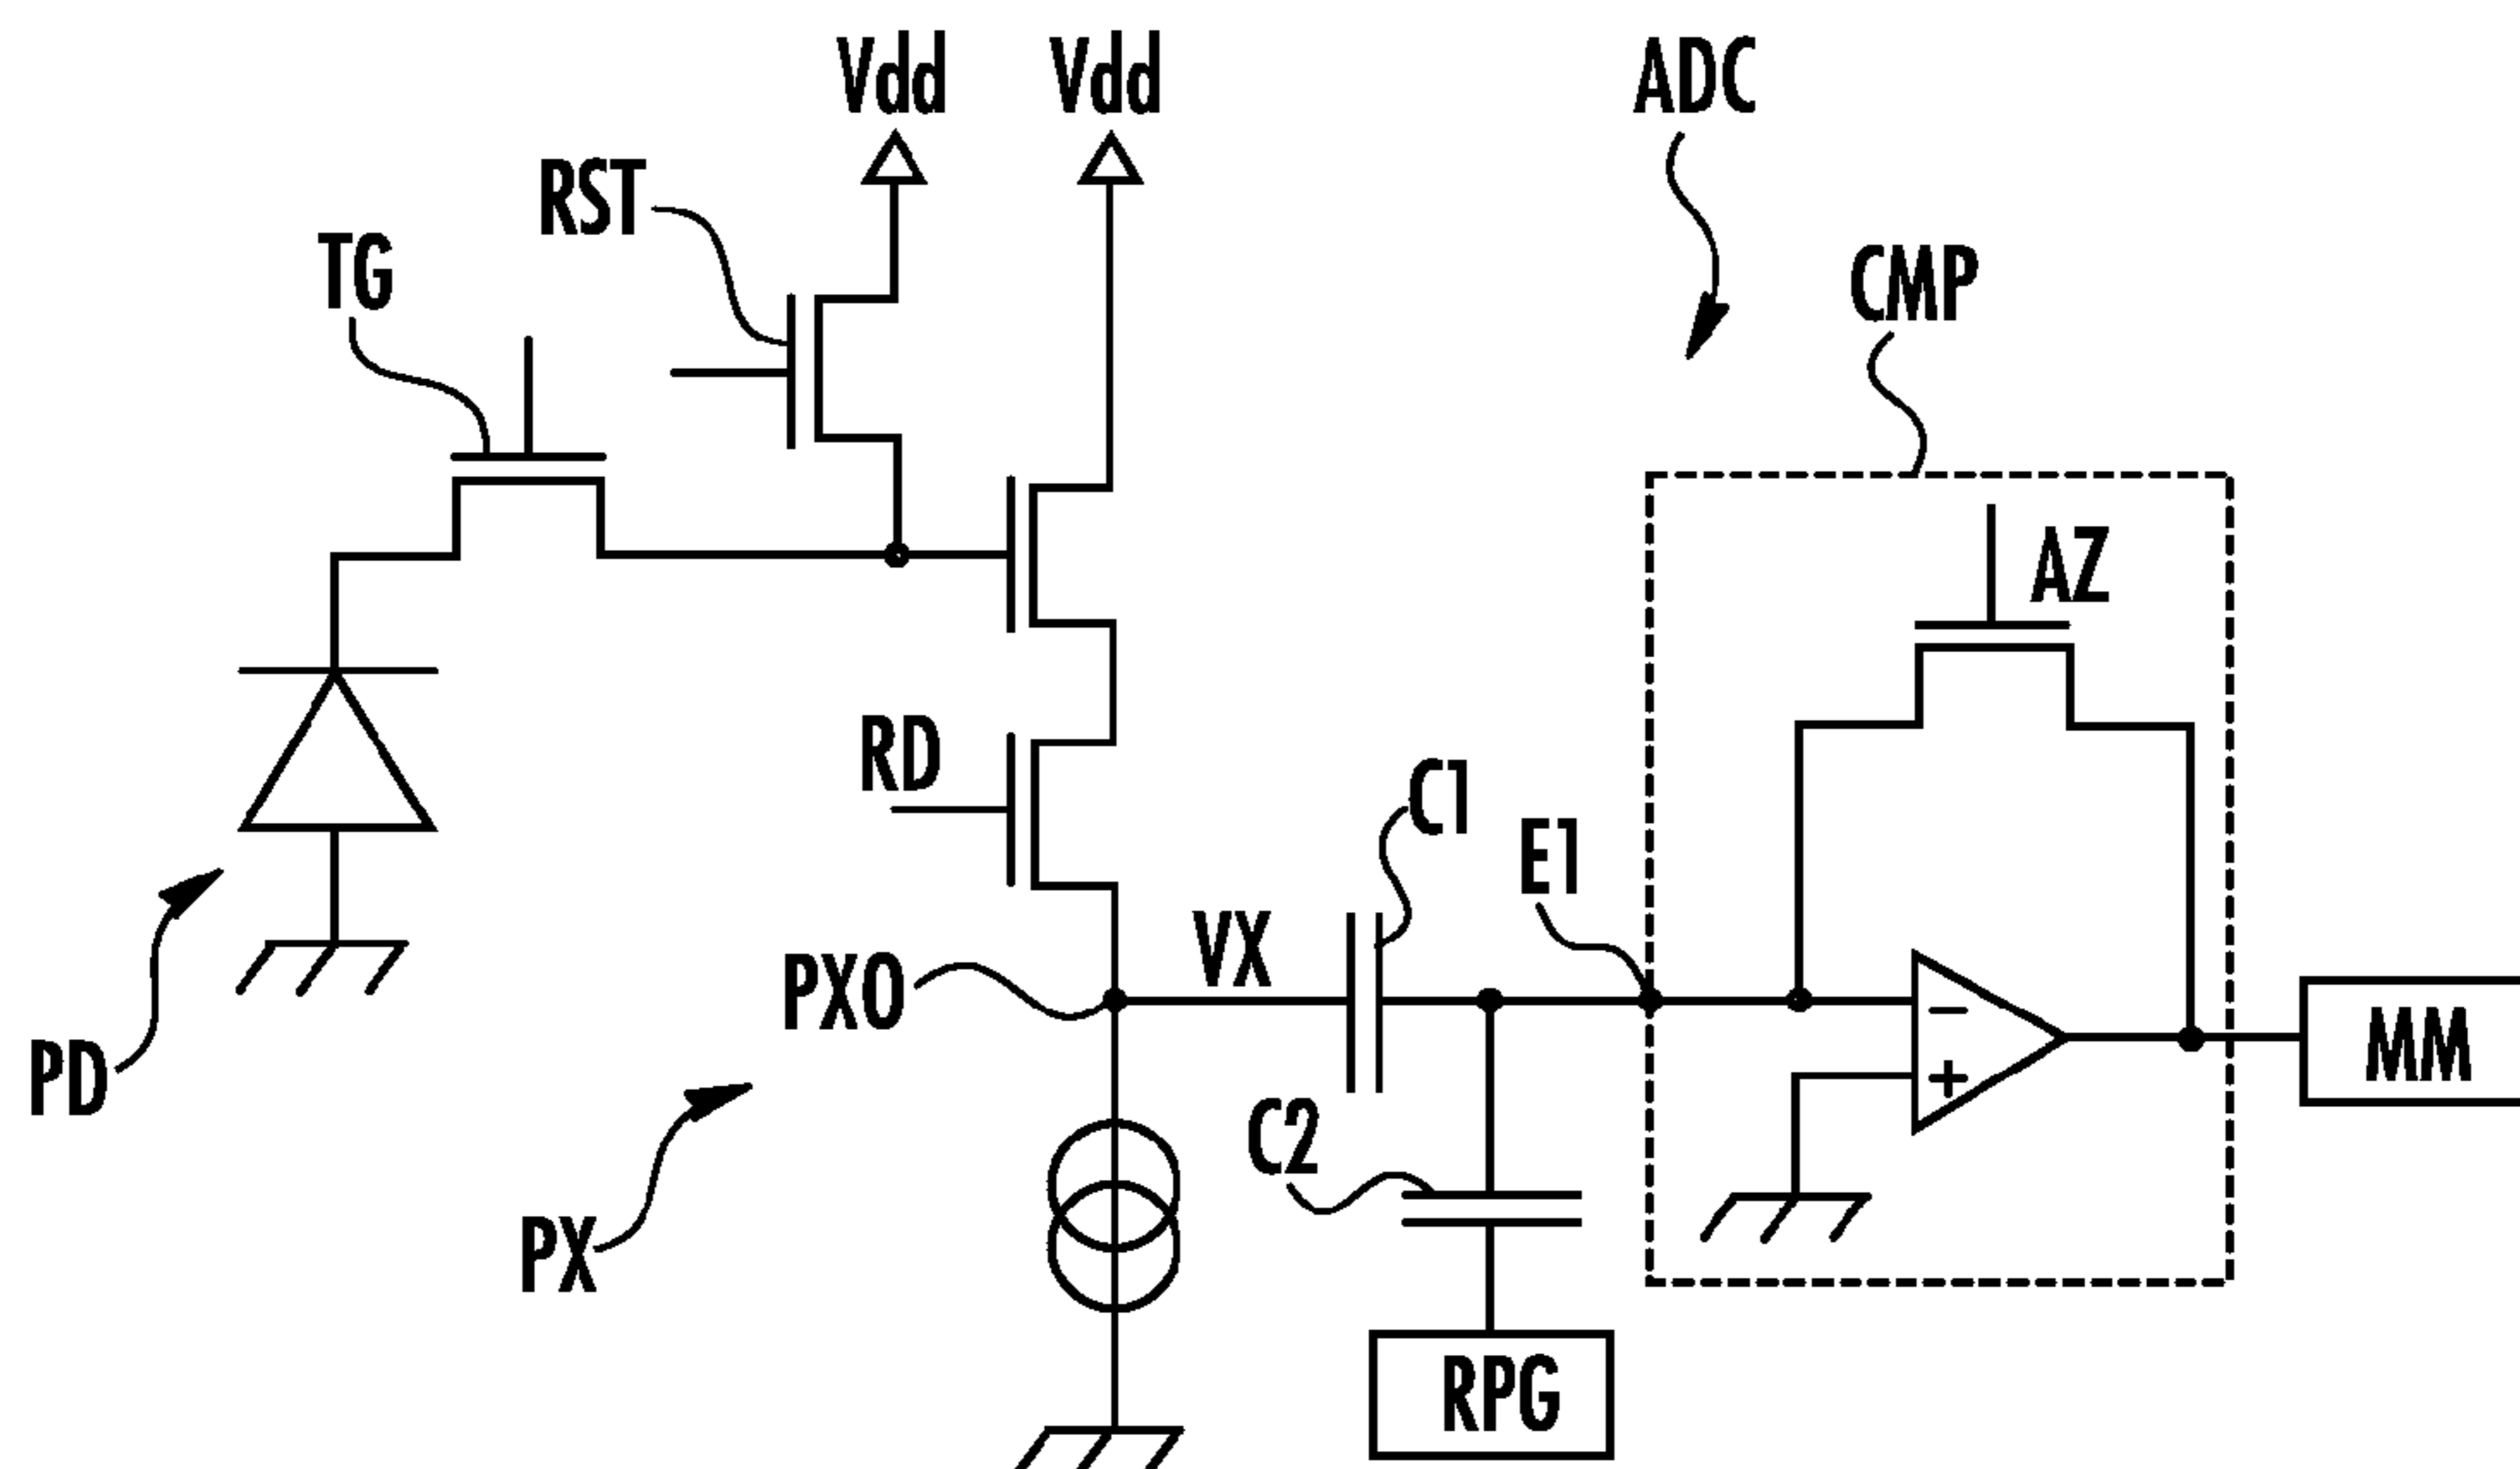 Vdd
Vdd
ADC
RST
TG
CMP
AZ
RD
C1
E1
VX
PXO
−
MM
PD
+
C2
PX
RPG